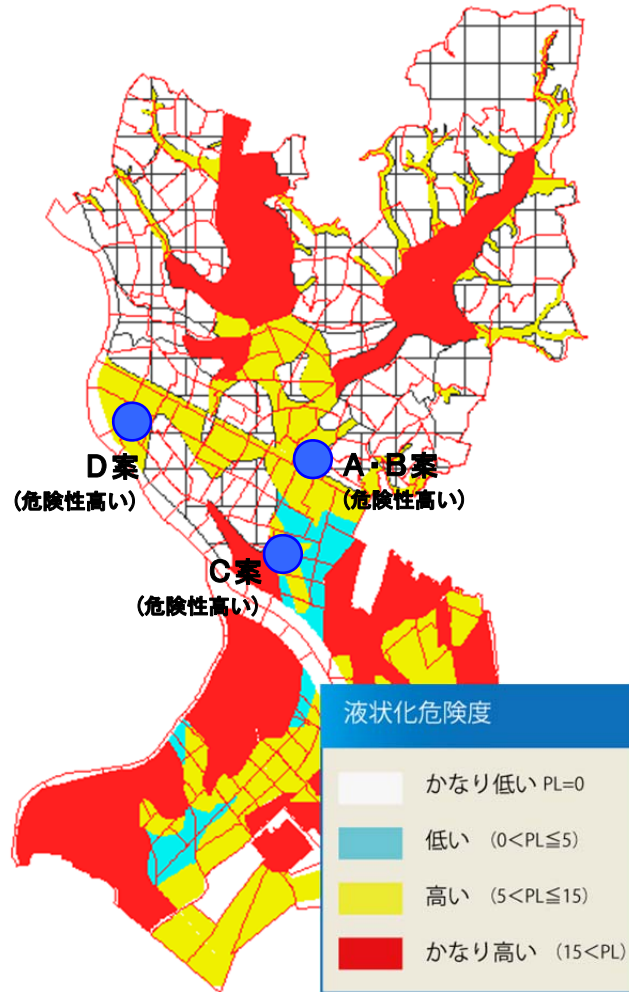 D案
(危険性高い)
A・B案
(危険性高い)
C案
(危険性高い)
液状化危険度
かなり低い PL=0
低い (0<PL≦5)
高い (5<PL≦15)
かなり高い (15<PL)